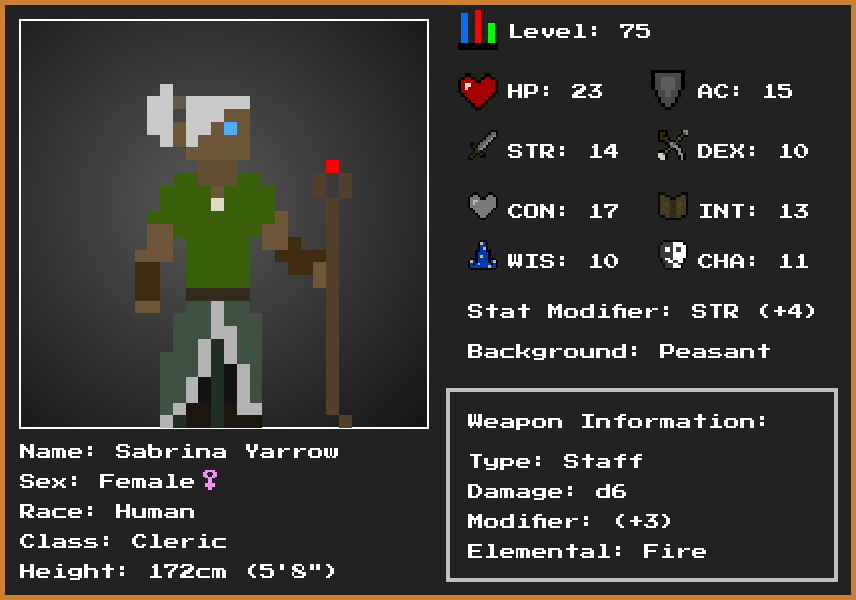 Level: 75
HP: 23
AC: 15
STR: 14
DEX: 10
CON: 17
INT: 13
WIS: 10
CHA: 11
Stat Modifier: STR (+4)
Background: Peasant
Weapon Information:
Type: Staff
Damage: d6
Modifier: (+3)
Elemental: Fire
Name: Sabrina Yarrow
Sex: Female♀
Race: Human
Class: Cleric
Height: 172cm (5'8")